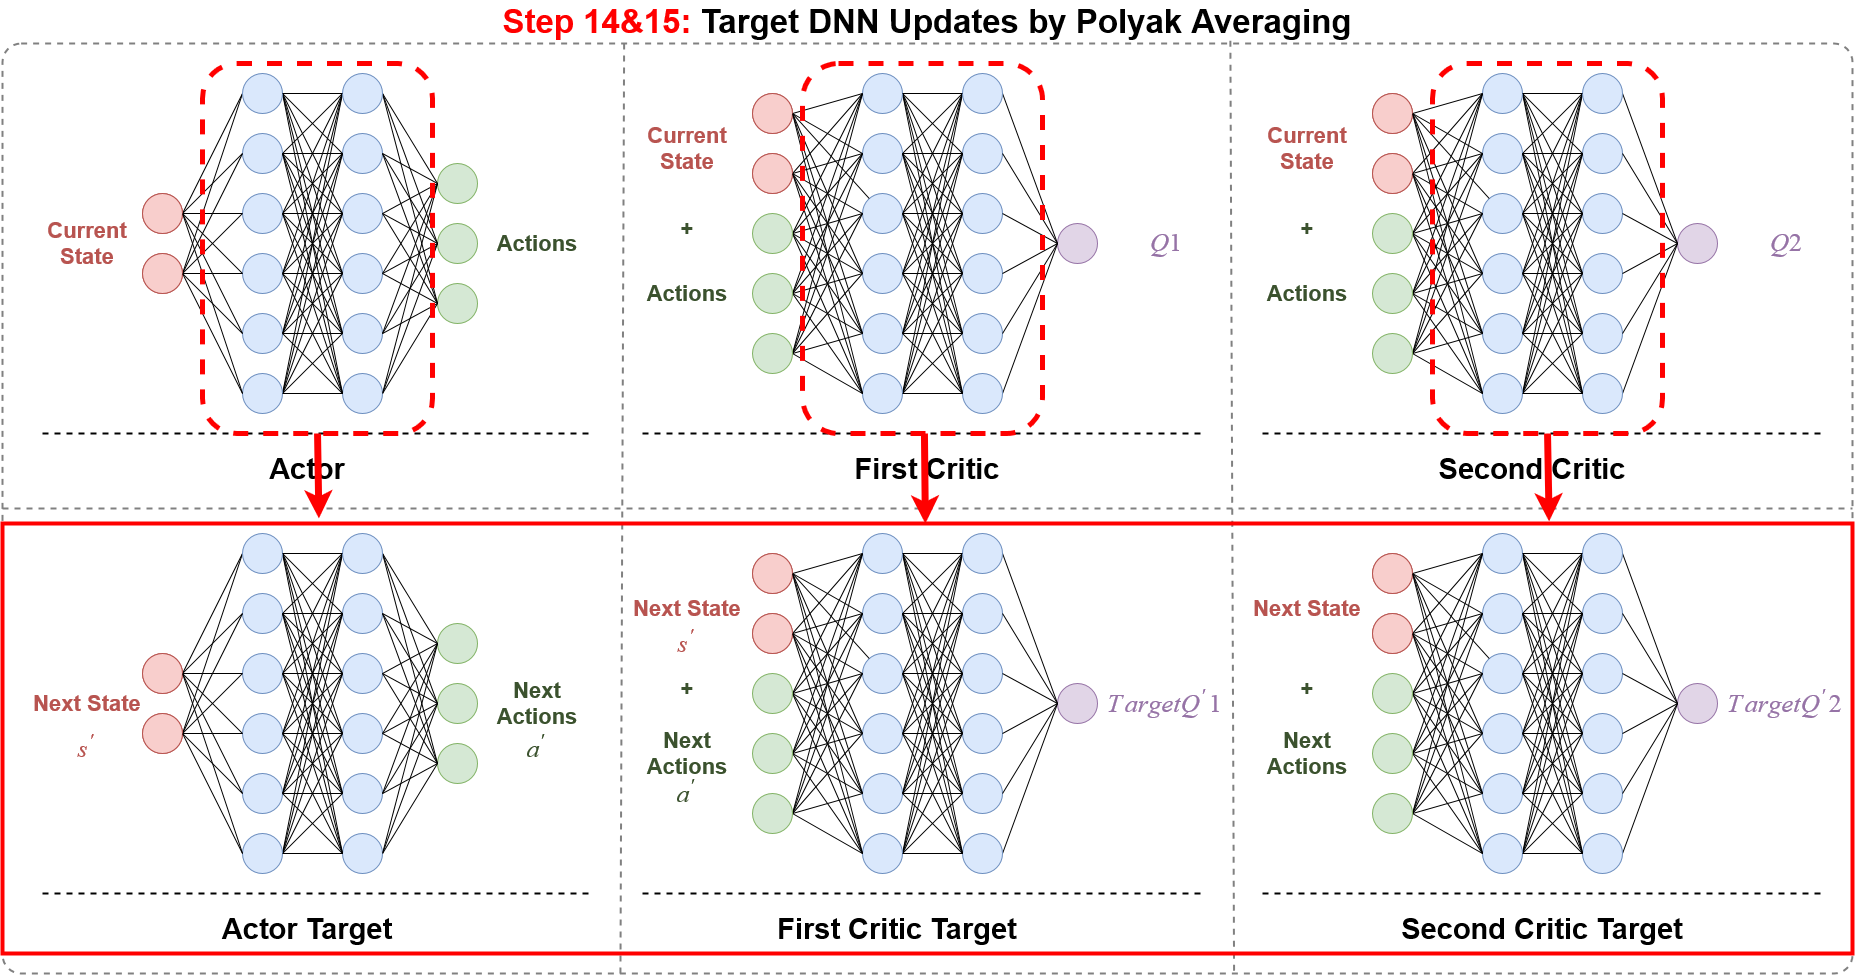 Step 14&15: Target DNN Updates by Polyak Averaging
Current
State
Actions
Actor
Current
State
+
Actions
Q1
First Critic
Current
State
+
Actions
Q2
Second Critic
Next State
s′
Next
Actions
a′
Actor Target
Next State
s′
+
Next
Actions
a′
TargetQ′1
First Critic Target
Next State
+
Next
Actions
TargetQ′2
Second Critic Target